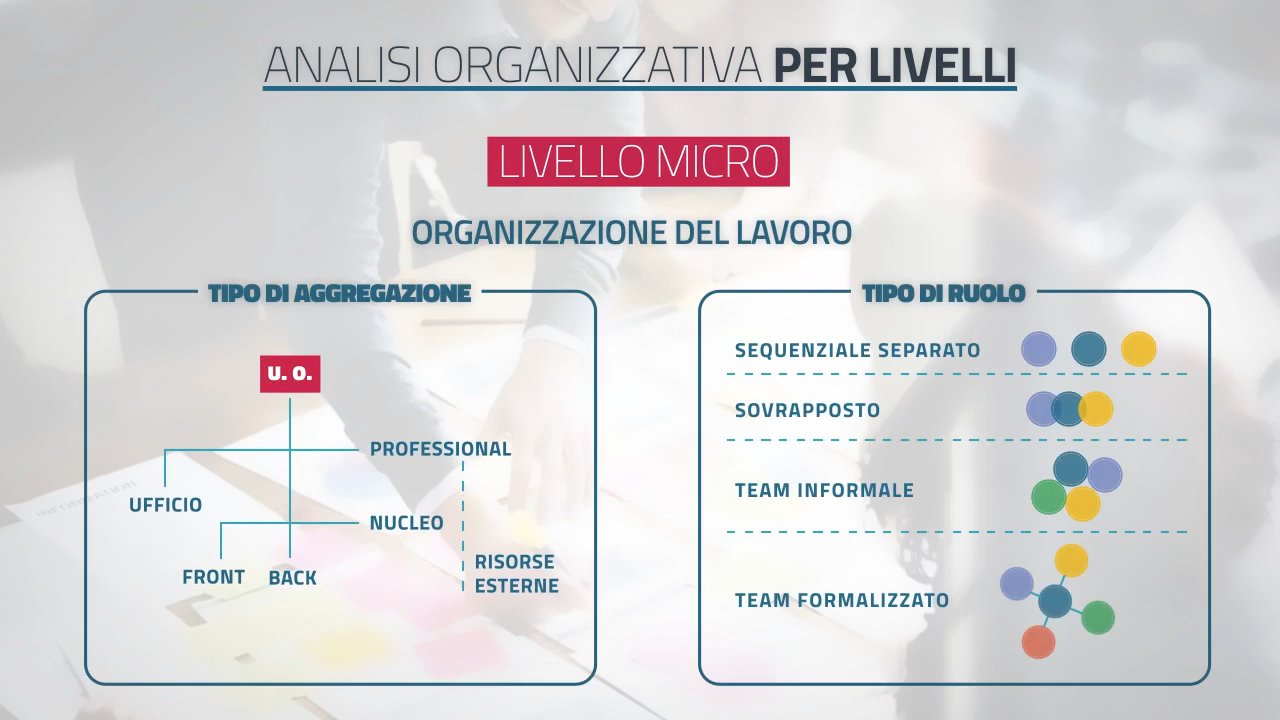 ANALISI ORGANIZZATIVA PER LIVELLI
LIVELLO MICRO
ORGANIZZAZIONE DEL LAVORO
TIPO DI AGGREGAZIONE
U. O.
PROFESSIONAL
UFFICIO
NUCLEO
FRONT
BACK
RISORSE
ESTERNE
TIPO DI RUOLO
SEQUENZIALE SEPARATO
SOVRAPPOSTO
TEAM INFORMALE
TEAM FORMALIZZATO
INFORMATION